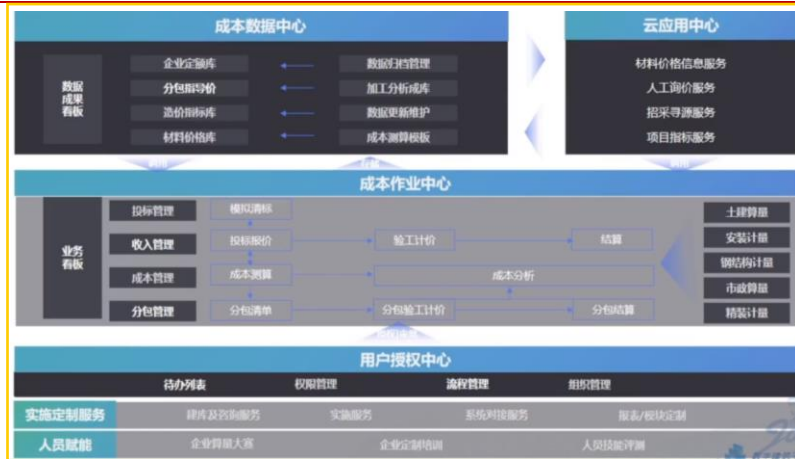 成本数据中心
云应用中心
数据成果看板
企业定额库
数据归档管理
分包指导价
加工分析成库
造价指标库
数据更新维护
材料价格库
成本测算模板
材料价格信息服务
人工询价服务
招采寻源服务
项目指标服务
成本作业中心
业务看板
投标管理
模拟清标
收入管理
投标报价
验工计价
结算
成本管理
成本测算
成本分析
分包管理
分包清单
分包验工计价
分包结算
土建算量
安装计量
钢结构计量
市政算量
精装计量
用户授权中心
待办列表
权限管理
流程管理
组织管理
实施定制服务
建库及咨询服务
实施服务
系统对接服务
报表/模块定制
人员赋能
企业算量大赛
企业定制培训
人员技能评测